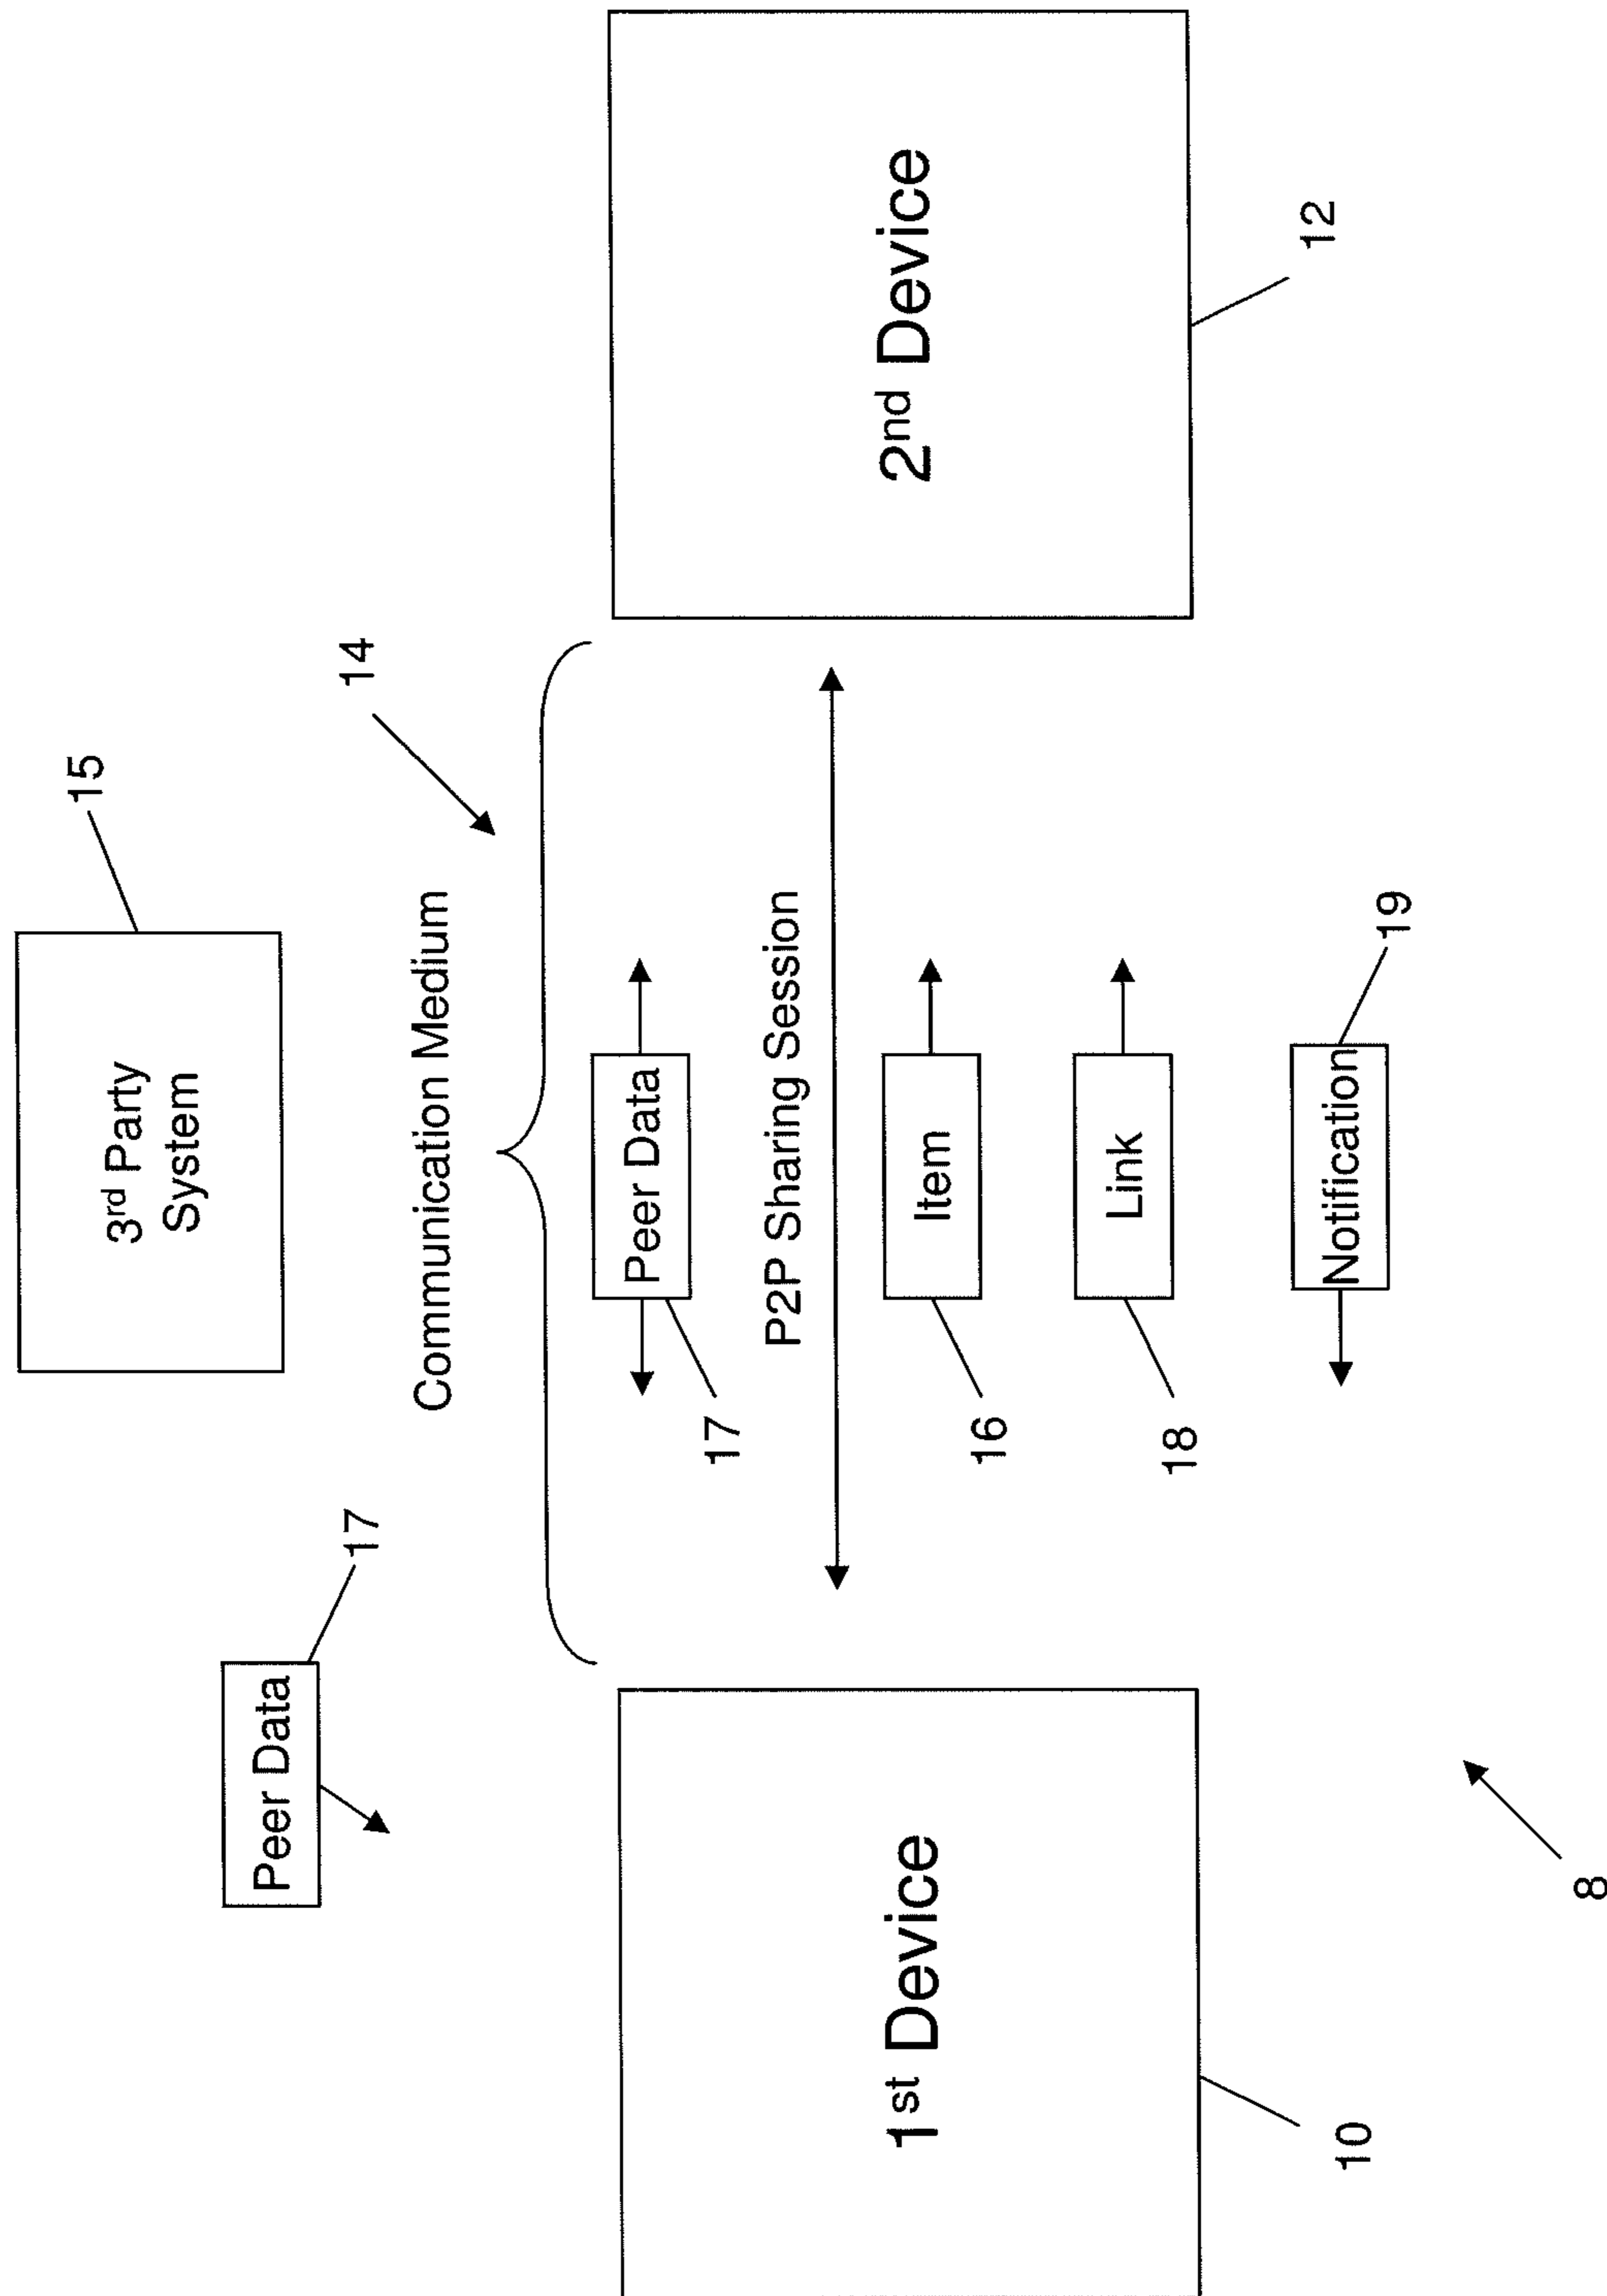 3rd Party
System
15
Peer Data
17
Communication Medium
14
Peer Data
17
P2P Sharing Session
1st Device
10
2nd Device
12
Item
16
Link
18
Notification
19
8